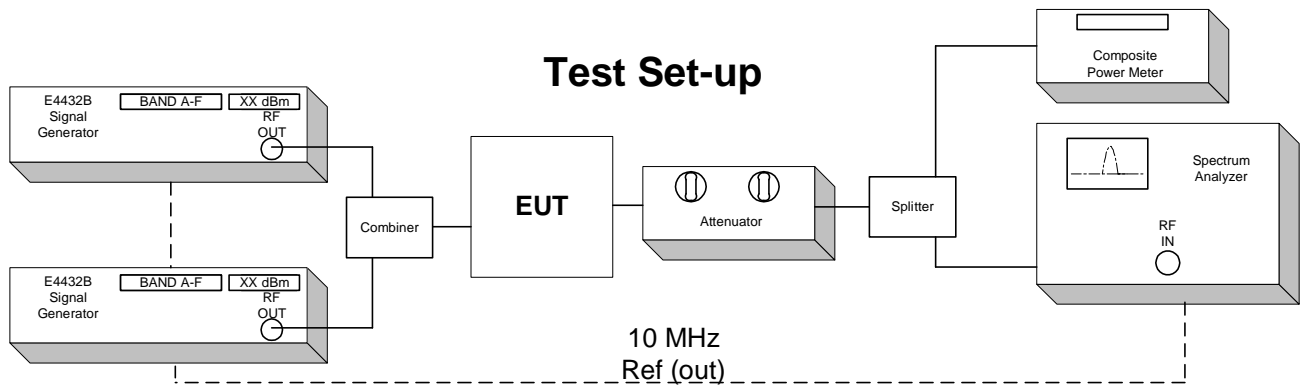 Test Set-up
E4432B
Signal
Generator
BAND A-F
XX dBm
RF
OUT
E4432B
Signal
Generator
BAND A-F
XX dBm
RF
OUT
Combiner
EUT
Attenuator
Splitter
Composite
Power Meter
Spectrum
Analyzer
RF
IN
10 MHz
Ref (out)